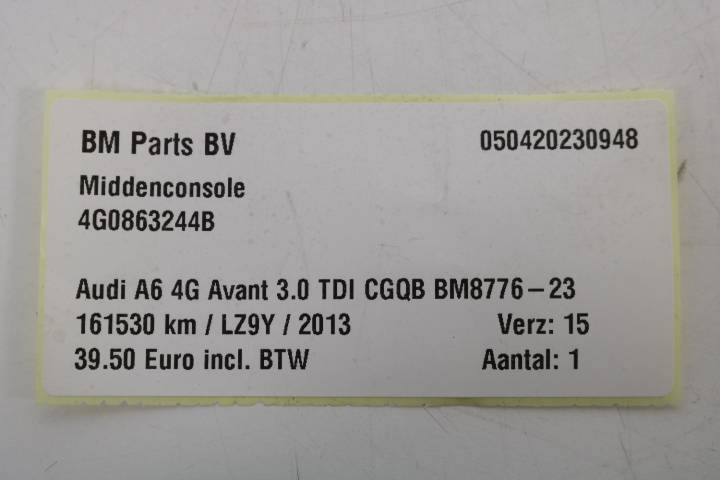 BM Parts BV 050420230948
Middenconsole
4G0863244B
Audi A6 4G Avant 3.0 TDI CGQB BM8776-23
161530 km / LZ9Y / 2013 Verz: 15
39.50 Euro incl. BTW Aantal: 1